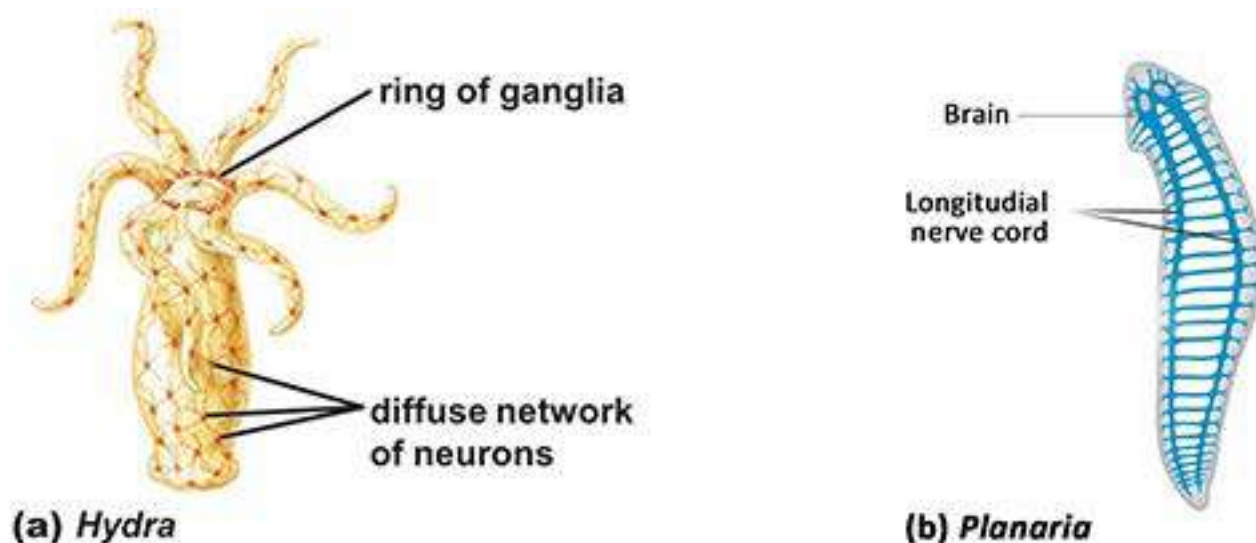 ring of ganglia
diffuse network
of neurons
(a) Hydra
Brain
Longitudial
nerve cord
(b) Planaria